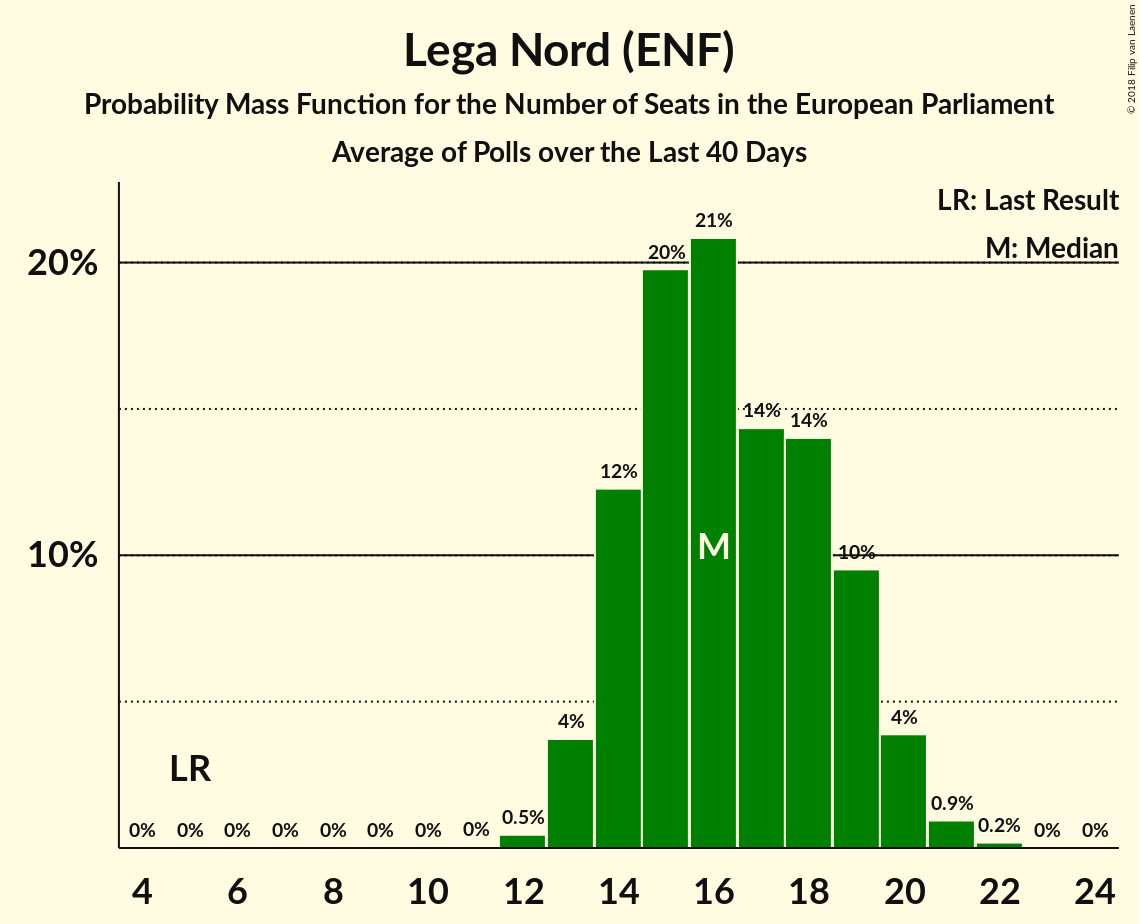 Lega Nord (ENF)
Probability Mass Function for the Number of Seats in the European Parliament
Average of Polls over the Last 40 Days
© 2018 Filip van Laenen
LR: Last Result
M: Median
20%
10%
0% 0% 0% 0% 0% 0% 0% 0% 0.5% 4% 12% 20% 21% 14% 14% 10% 4% 0.9% 0.2% 0% 0%
LR
M
4 6 8 10 12 14 16 18 20 22 24